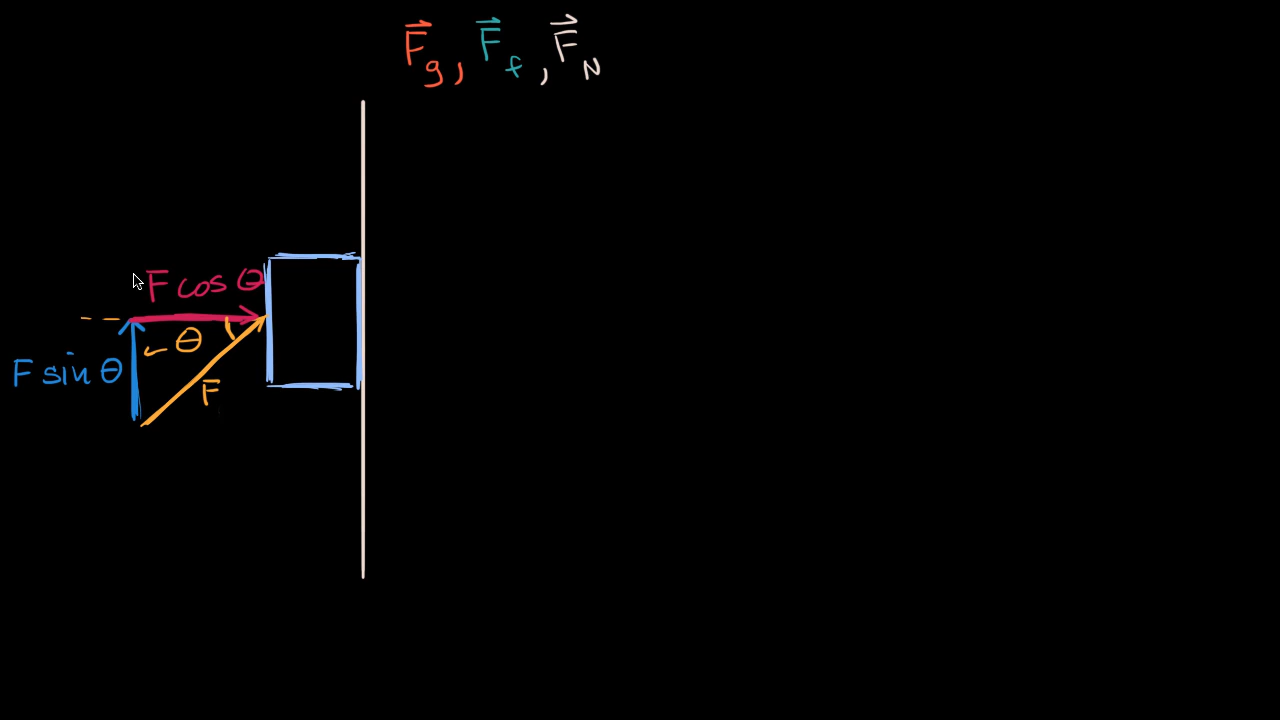 F⃗g, F⃗f, F⃗N
F cos θ
θ
F sin θ
F